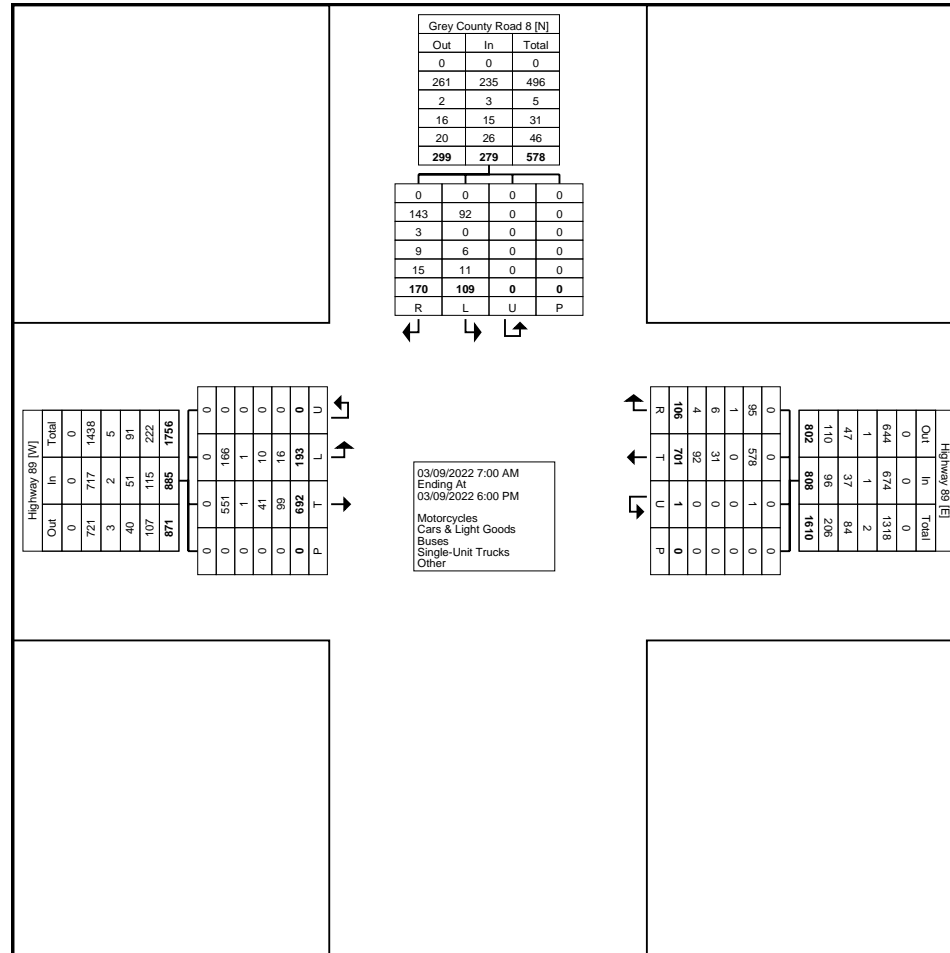 Grey County Road 8 [N]
Out In Total
0 0 0
261 235 496
2 3 5
16 15 31
20 26 46
299 279 578
0 0 0 0
143 92 0 0
3 0 0 0
9 6 0 0
15 11 0 0
170 109 0 0
R L U P
Highway 89 [W]
Total 0 1438 5 91 222 1756
In 0 717 2 51 115 885
Out 0 721 3 40 107 871
0 0 0 0 0 0 U
0 166 1 10 16 193 L
0 551 1 41 99 692 T
0 0 0 0 0 0 P
03/09/2022 7:00 AM
Ending At
03/09/2022 6:00 PM
Motorcycles
Cars & Light Goods
Buses
Single-Unit Trucks
Other
R 106 4 6 1 95 0
T 701 92 31 0 578 0
U 1 0 0 0 1 0
P 0 0 0 0 0 0
Highway 89 [E]
Out In Total
0 0 0
644 674 1318
1 1 2
47 37 84
110 96 206
802 808 1610